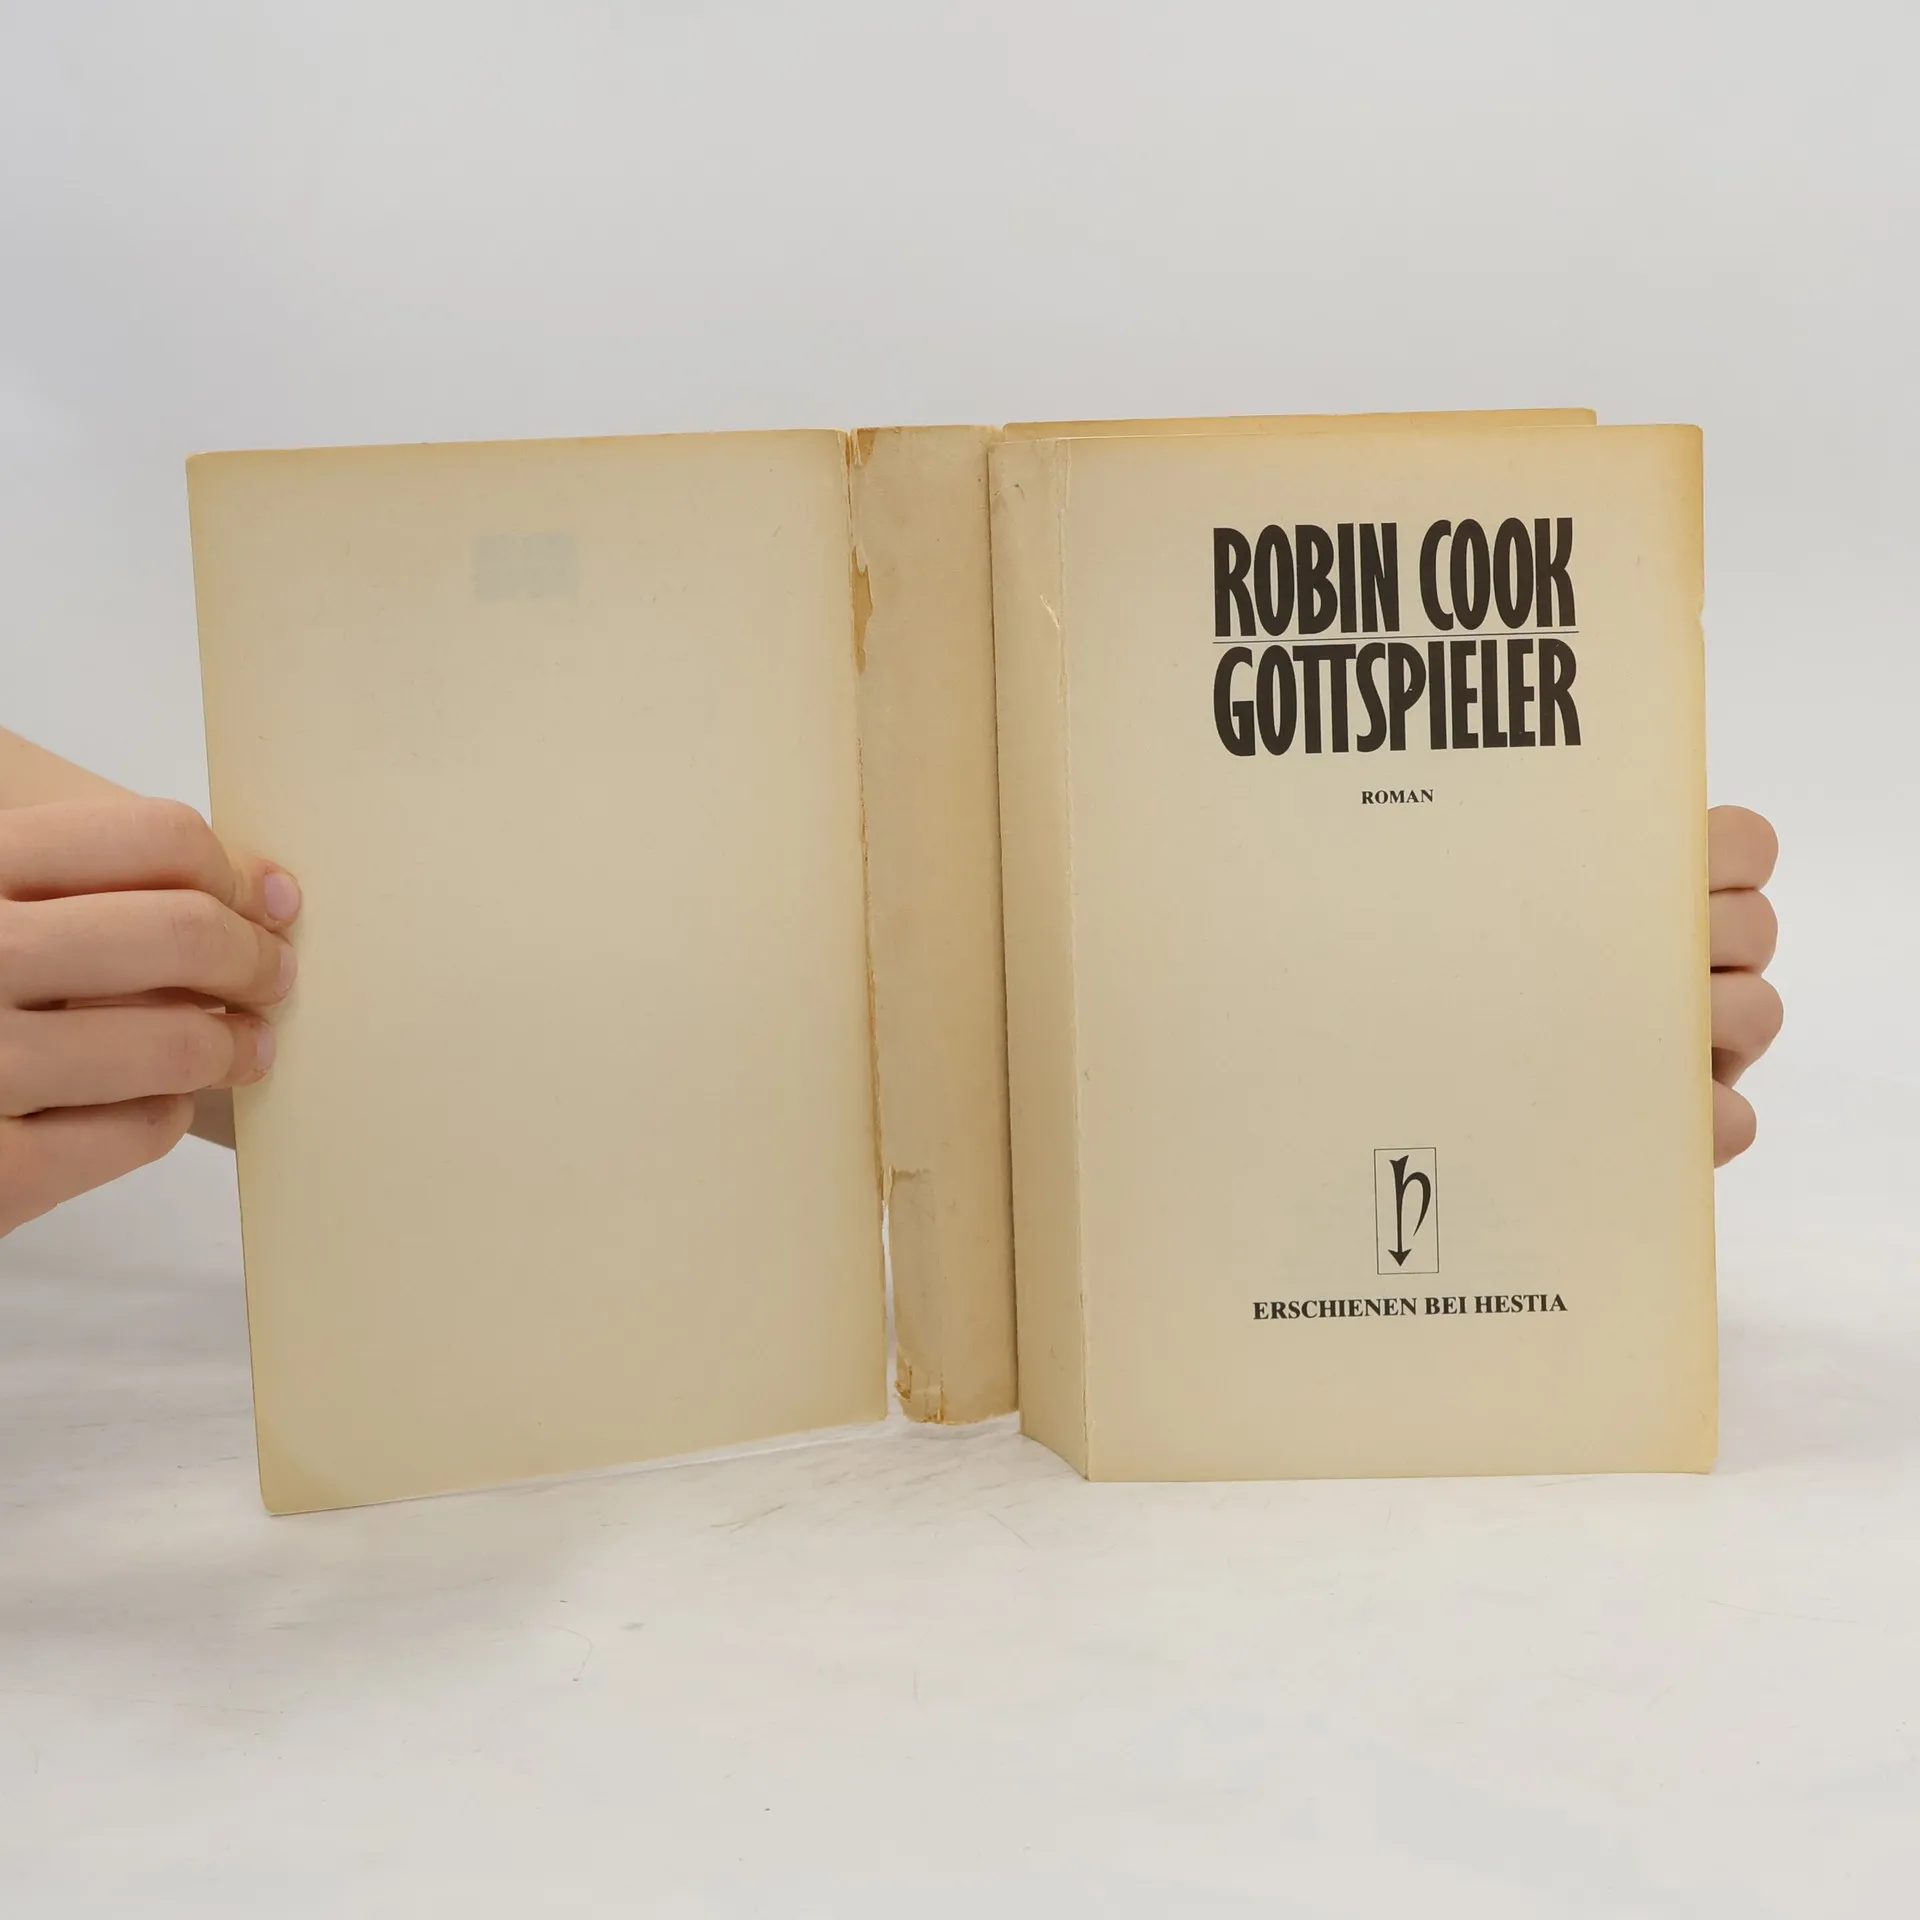 ROBIN COOK
GOTTSPIELER
ROMAN
h
ERSCHIENEN BEI HESTIA